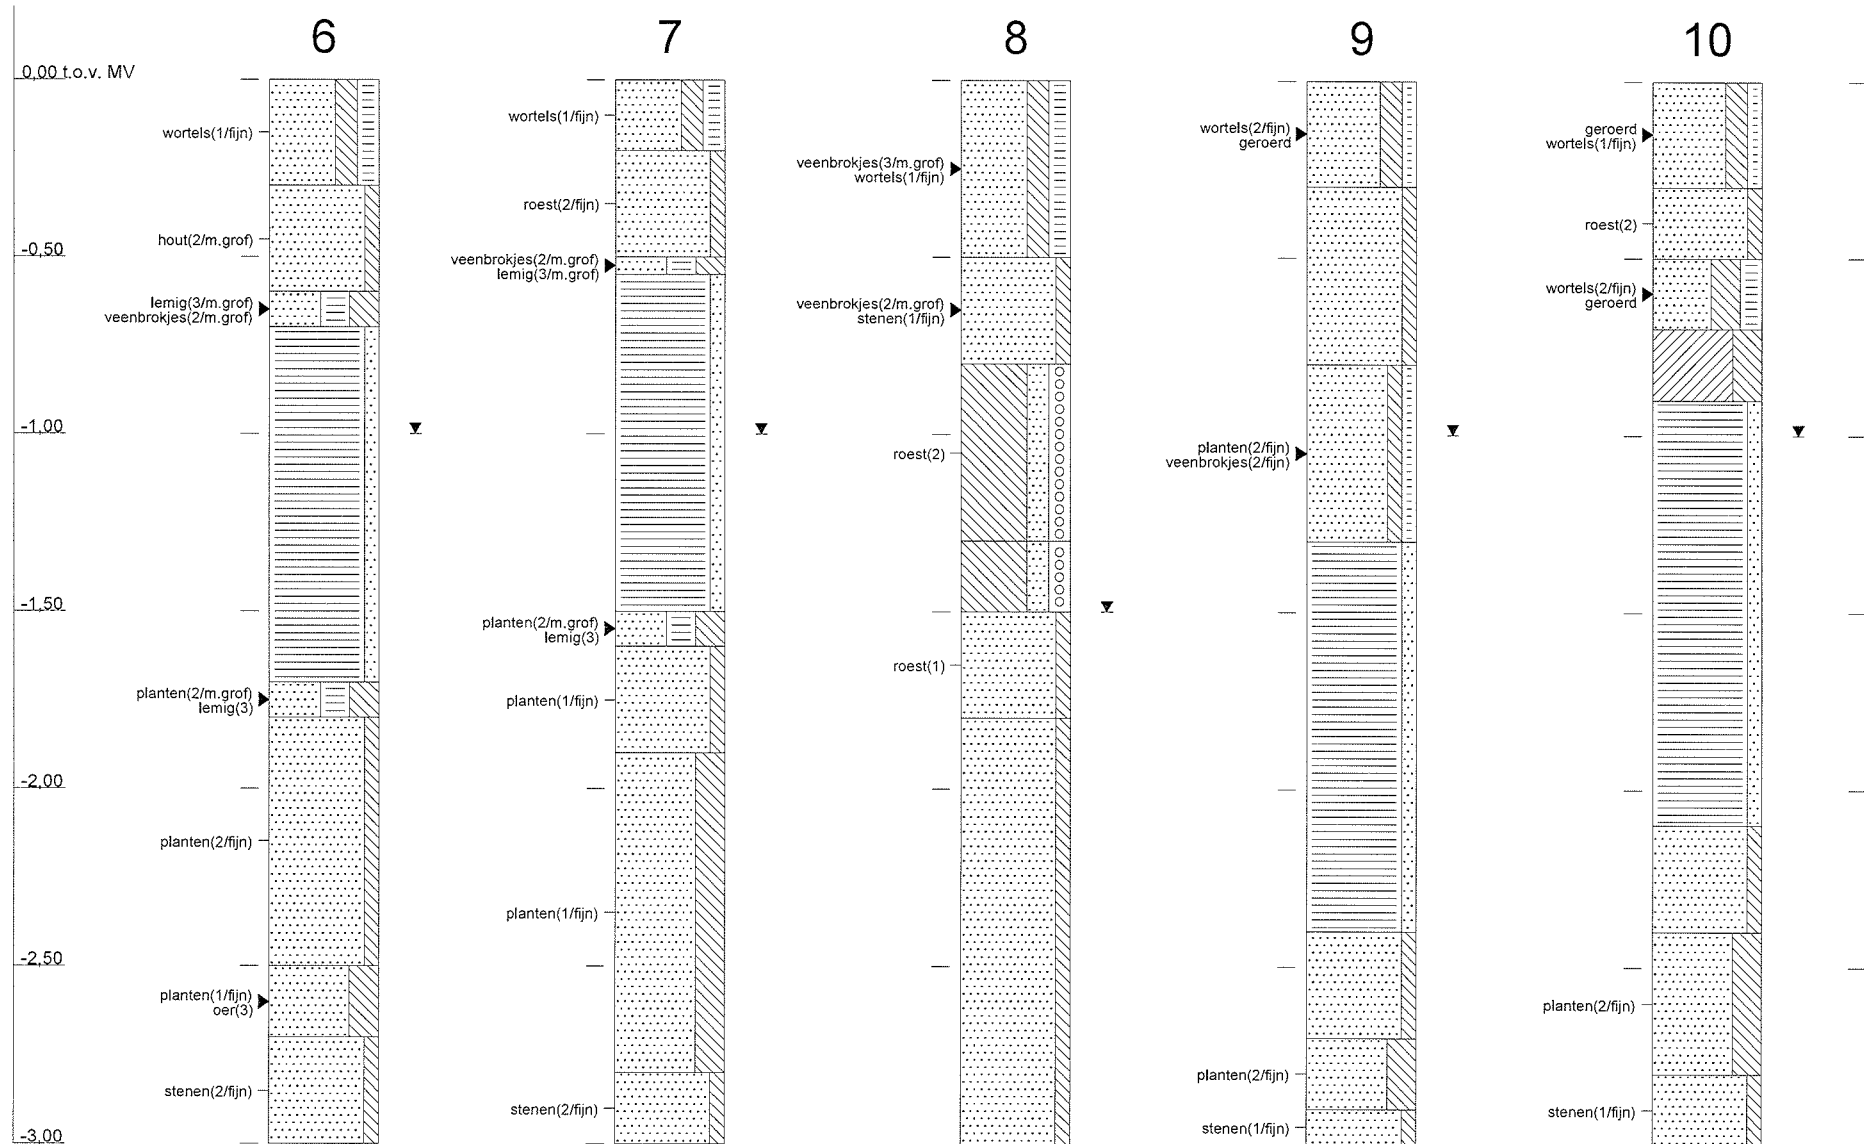 6
7
8
9
10
0,00 t.o.v. MV
-0,50
-1,00
-1,50
-2,00
-2,50
-3,00
wortels(1/fijn)
hout(2/m.grof)
lemig(3/m.grof)
veenbrokjes(2/m.grof)
planten(2/m.grof)
lemig(3)
planten(2/fijn)
planten(1/fijn)
oer(3)
stenen(2/fijn)
wortels(1/fijn)
roest(2/fijn)
veenbrokjes(2/m.grof)
lemig(3/m.grof)
planten(2/m.grof)
lemig(3)
planten(1/fijn)
planten(1/fijn)
stenen(2/fijn)
veenbrokjes(3/m.grof)
wortels(1/fijn)
veenbrokjes(2/m.grof)
stenen(1/fijn)
roest(2)
roest(1)
wortels(2/fijn)
geroerd
planten(2/fijn)
veenbrokjes(2/fijn)
planten(2/fijn)
stenen(1/fijn)
geroerd
wortels(1/fijn)
roest(2)
wortels(2/fijn)
geroerd
planten(2/fijn)
stenen(1/fijn)